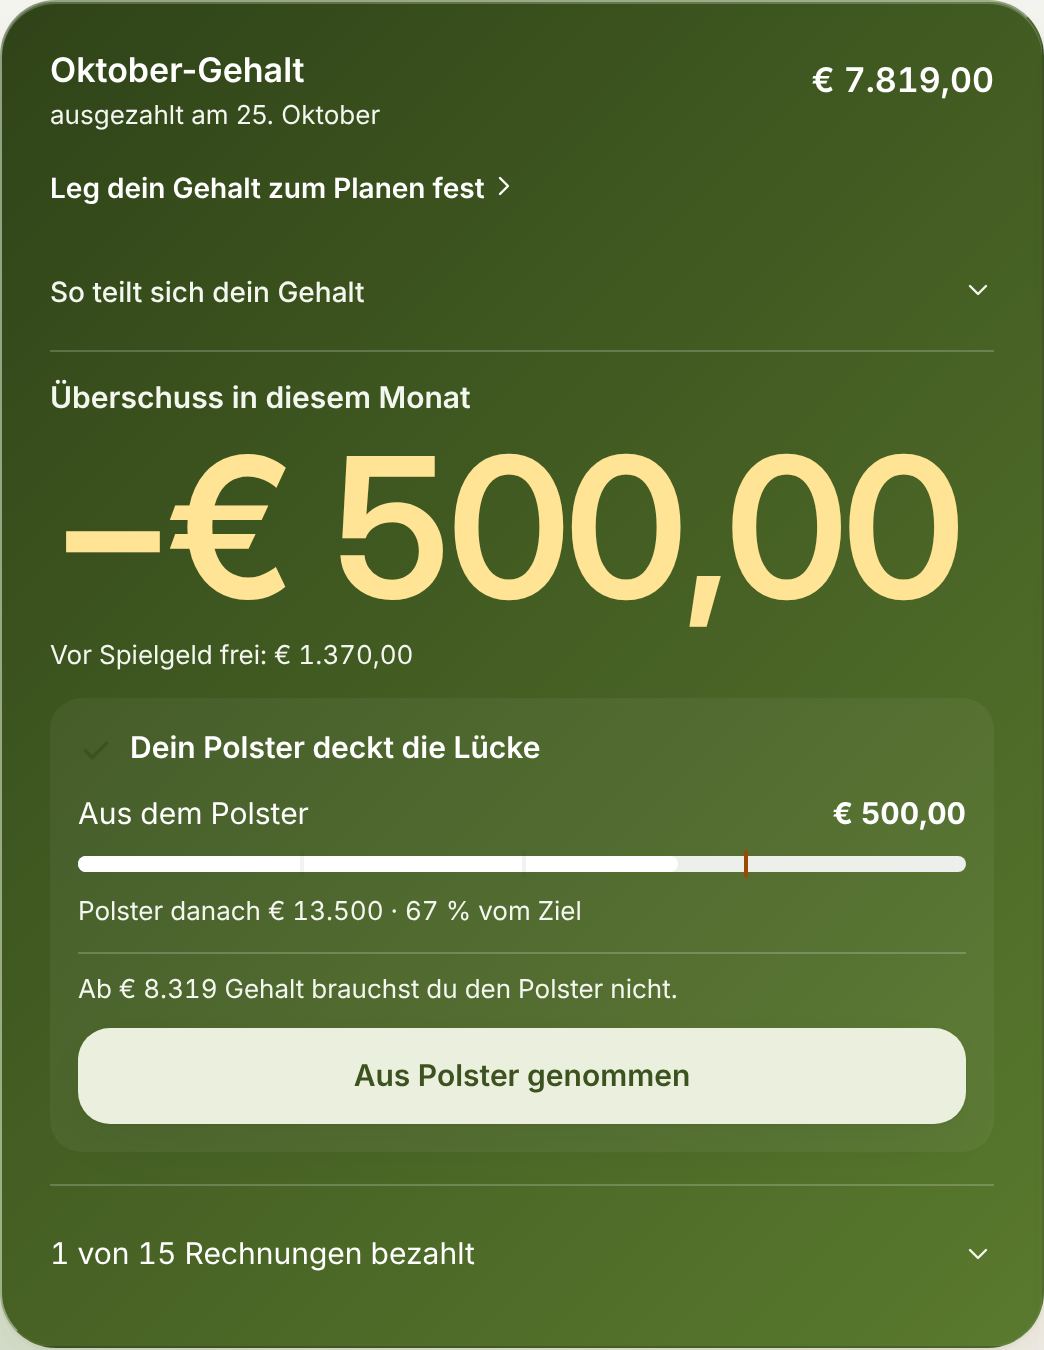 Oktober-Gehalt
€ 7.819,00
ausgezahlt am 25. Oktober
Leg dein Gehalt zum Planen fest
So teilt sich dein Gehalt
Überschuss in diesem Monat
–€ 500,00
Vor Spielgeld frei: € 1.370,00
Dein Polster deckt die Lücke
Aus dem Polster
€ 500,00
Polster danach € 13.500 · 67 % vom Ziel
Ab € 8.319 Gehalt brauchst du den Polster nicht.
Aus Polster genommen
1 von 15 Rechnungen bezahlt